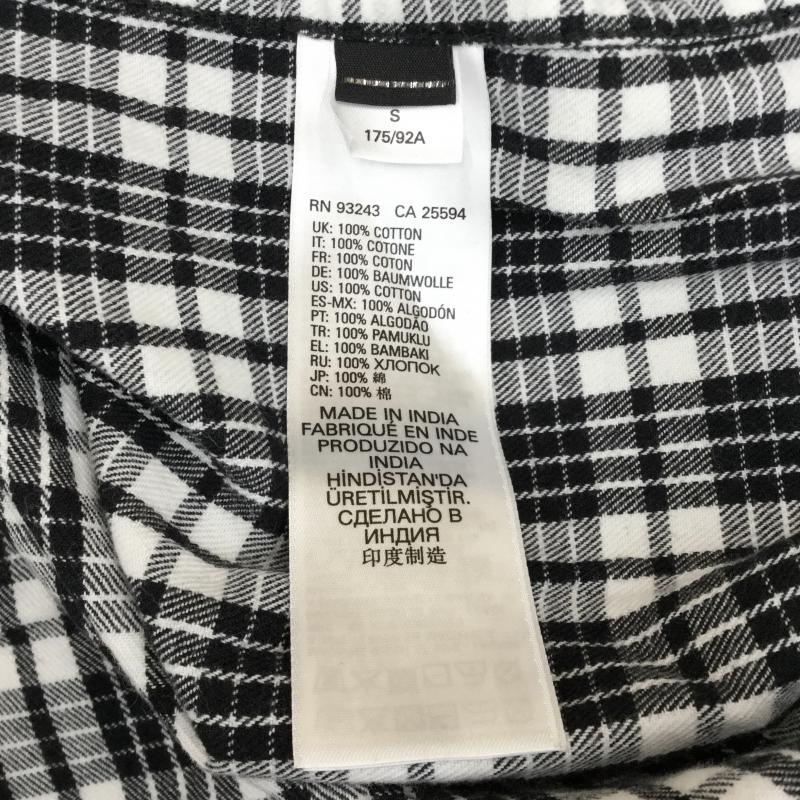 S
175/92A
RN 93243 CA 25594
UK: 100% COTTON
IT: 100% COTONE
FR: 100% COTON
DE: 100% BAUMWOLLE
US: 100% COTTON
ES-MX: 100% ALGODÓN
PT: 100% ALGODÃO
TR: 100% PAMUKLU
EL: 100% BAMBAKI
RU: 100% ХЛОПОК
JP: 100% 綿
CN: 100% 棉
MADE IN INDIA
FABRIQUÉ EN INDE
PRODUZIDO NA
INDIA
HİNDİSTAN'DA
ÜRETİLMİŞTİR.
СДЕЛАНО В
ИНДИЯ
印度制造